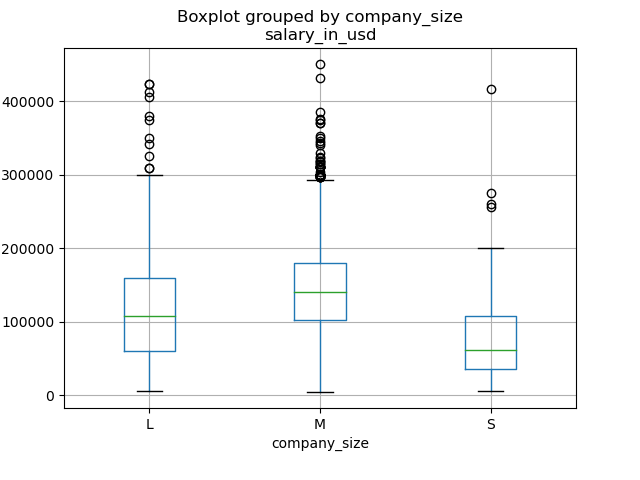 Boxplot grouped by company_size
salary_in_usd
400000
300000
200000
100000
0
L M S
company_size